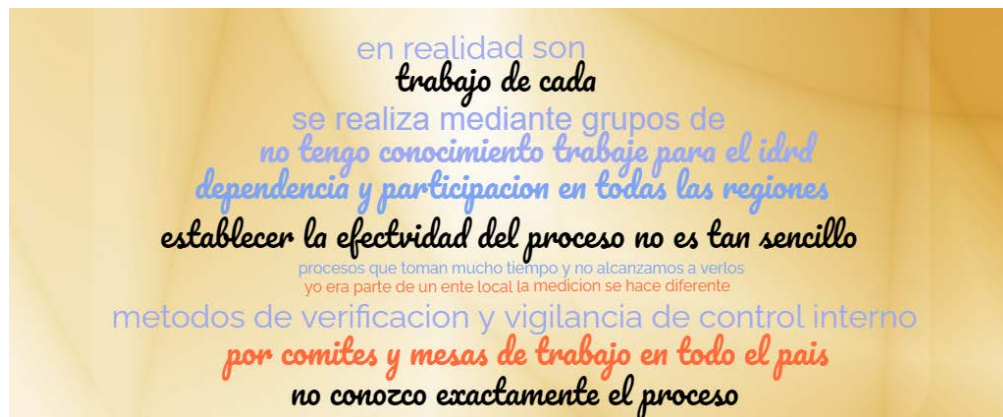 en realidad son
trabajo de cada
se realiza mediante grupos de
no tengo conocimiento trabaje para el idrd
dependencia y participacion en todas las regiones
establecer la efectvidad del proceso no es tan sencillo
procesos que toman mucho tiempo y no alcanzamos a verlos
yo era parte de un ente local la medicion se hace diferente
metodos de verificacion y vigilancia de control interno
por comites y mesas de trabajo en todo el pais
no conozco exactamente el proceso